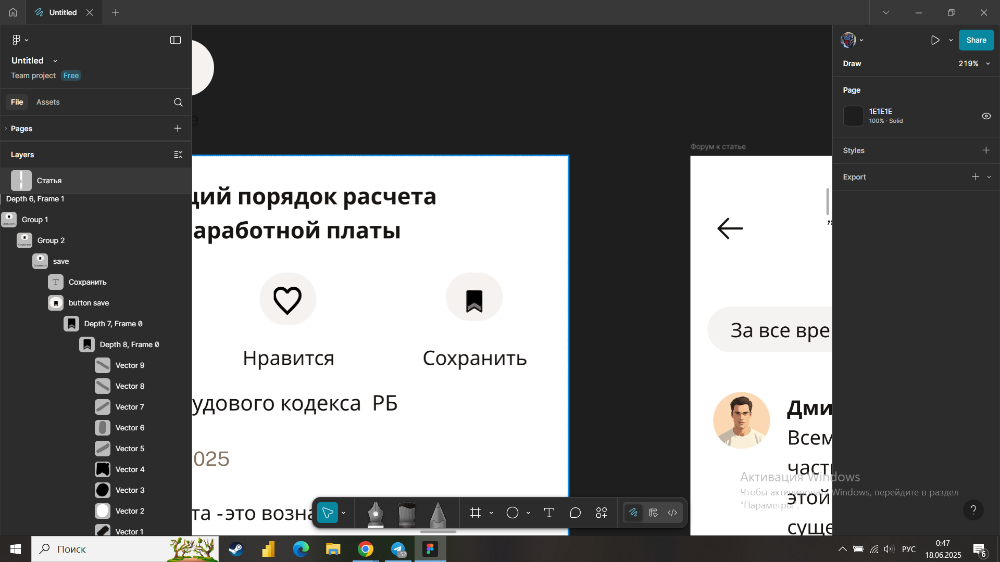 Untitled
Untitled
Team project Free
File Assets
Pages
Layers
Статья
Depth 6, Frame 1
Group 1
Group 2
save
Сохранить
button save
Depth 7, Frame 0
Depth 8, Frame 0
Vector 9
Vector 8
Vector 7
Vector 6
Vector 5
Vector 4
Vector 3
Vector 2
Vector 1
е
щий порядок расчета
аработной платы
Нравится
Сохранить
удового кодекса РБ
025
та -это возна
Форум к статье
”
За все вре
Дми
Всем
част
этой
суще
Share
Draw
219%
Page
1E1E1E
100% · Solid
Styles
Export
Активация Windows
Чтобы активировать Windows, перейдите в раздел
"Параметры".
?
Поиск
52
РУС
0:47
18.06.2025
6